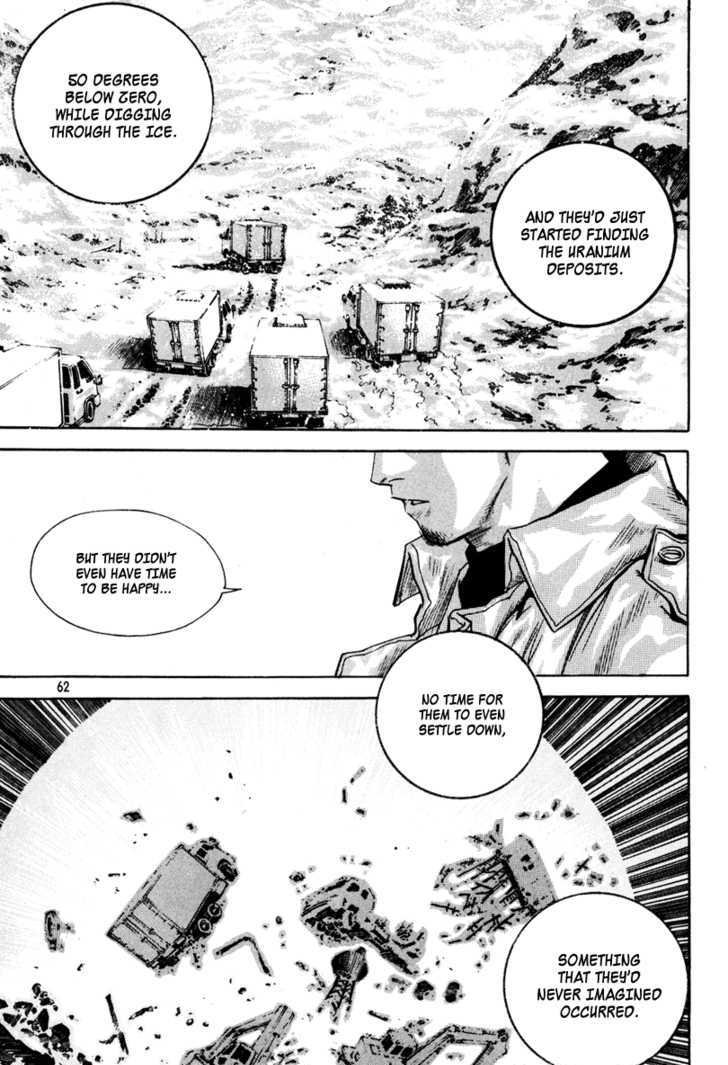 50 DEGREES
BELOW ZERO,
WHILE DIGGING
THROUGH THE ICE.
AND THEY'D JUST
STARTED FINDING
THE URANIUM
DEPOSITS.
BUT THEY DIDN'T
EVEN HAVE TIME
TO BE HAPPY...
62
NO TIME FOR
THEM TO EVEN
SETTLE DOWN,
SOMETHING
THAT THEY'D
NEVER IMAGINED
OCCURRED.